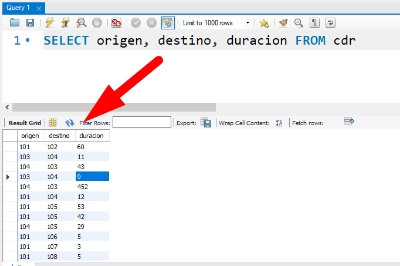 Query 1
Limit to 1000 rows
1 SELECT origen, destino, duracion FROM cdr
Result Grid Filter Rows: Export: Wrap Cell Content: Fetch rows:
origen destino duracion
101 102 60
103 104 11
104 103 43
103 104 9
104 103 452
101 104 12
101 105 53
101 105 42
104 105 29
101 106 5
101 107 3
101 108 5